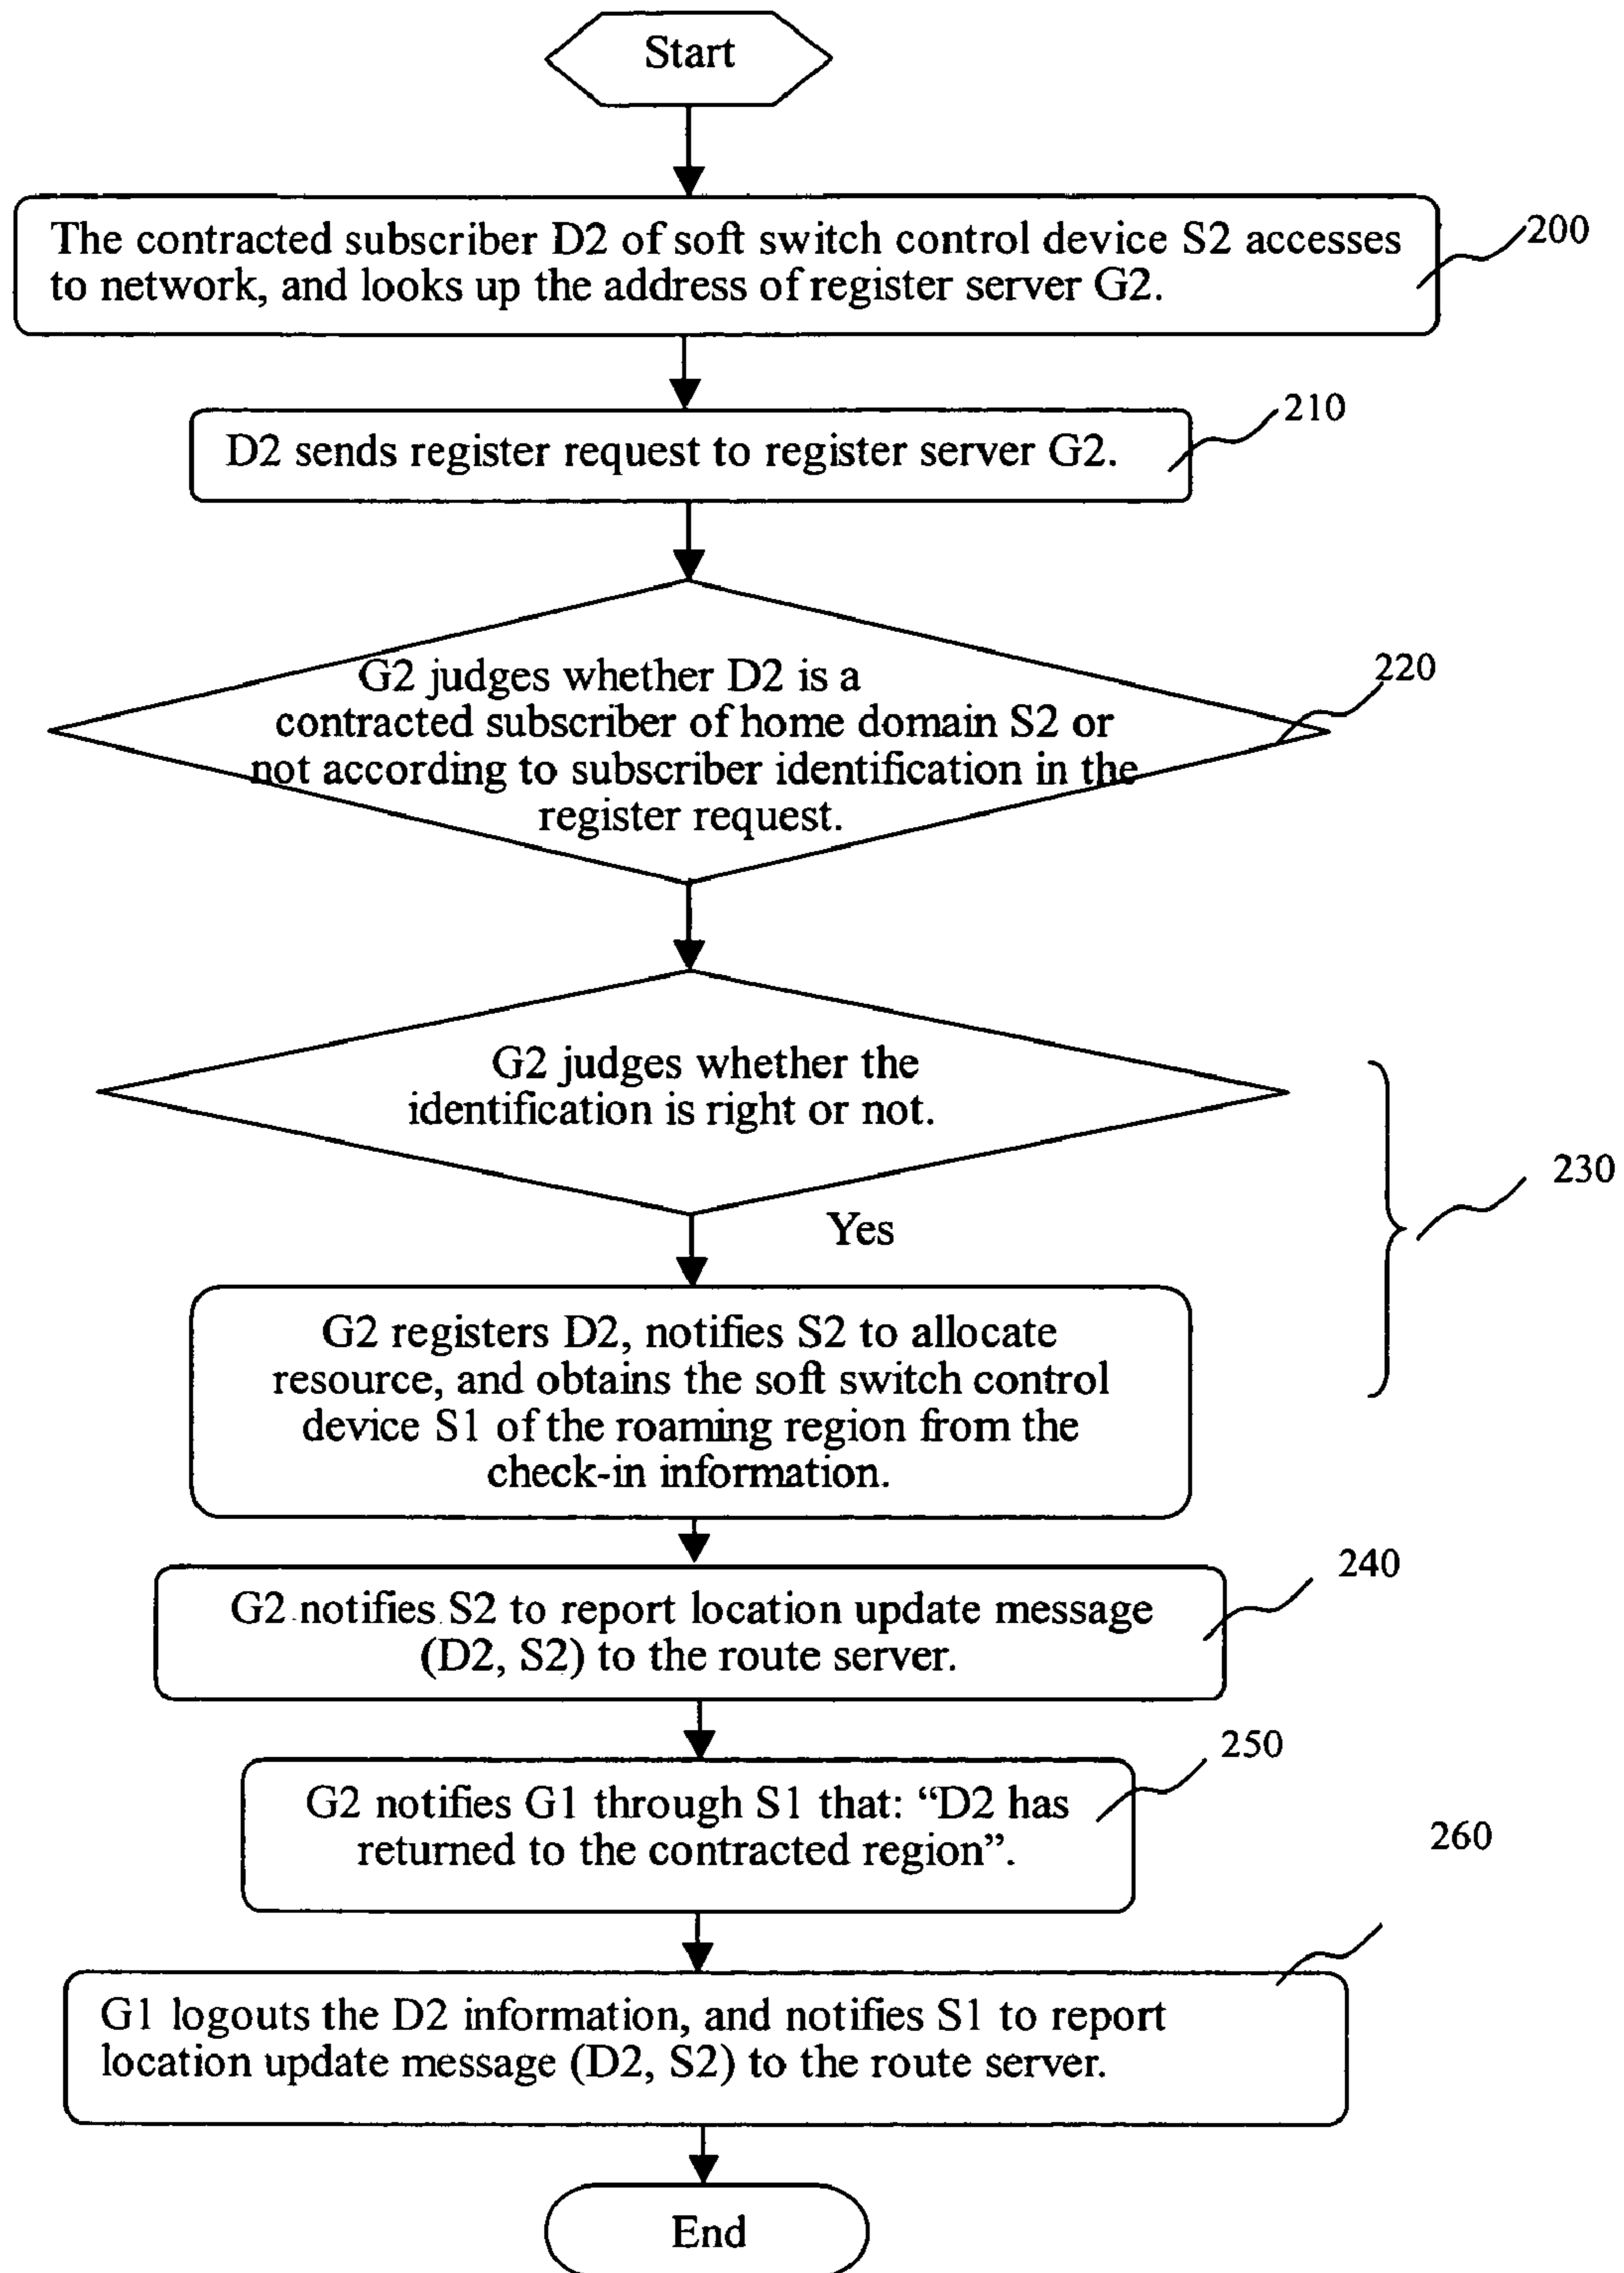 Start
The contracted subscriber D2 of soft switch control device S2 accesses
to network, and looks up the address of register server G2.
200
D2 sends register request to register server G2.
210
G2 judges whether D2 is a
contracted subscriber of home domain S2 or
not according to subscriber identification in the
register request.
220
G2 judges whether the
identification is right or not.
230
Yes
G2 registers D2, notifies S2 to allocate
resource, and obtains the soft switch control
device S1 of the roaming region from the
check-in information.
G2 notifies S2 to report location update message
(D2, S2) to the route server.
240
G2 notifies G1 through S1 that: “D2 has
returned to the contracted region”.
250
260
G1 logouts the D2 information, and notifies S1 to report
location update message (D2, S2) to the route server.
End